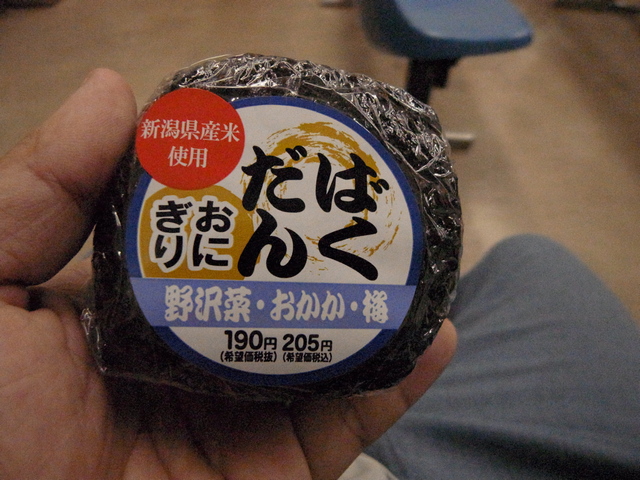 新潟県産米
使用
ばく
だん
おに
ぎり
野沢菜・おかか・梅
190円 205円
(希望価格税抜) (希望価格税込)